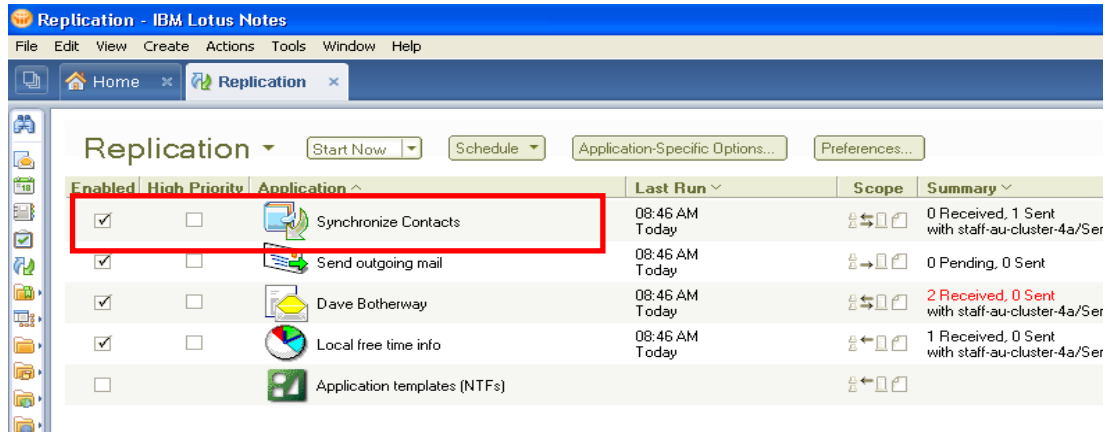 Replication - IBM Lotus Notes
File Edit View Create Actions Tools Window Help
Home Replication
Replication Start Now Schedule Application-Specific Options... Preferences...
Enabled High Priority Application Last Run Scope Summary
Synchronize Contacts 08:46 AM 0 Received, 1 Sent
Today with staff-au-cluster-4a/Ser
Send outgoing mail 08:46 AM 0 Pending, 0 Sent
Today
Dave Botherway 08:46 AM 2 Received, 0 Sent
Today with staff-au-cluster-4a/Ser
Local free time info 08:46 AM 1 Received, 0 Sent
Today with staff-au-cluster-4a/Ser
Application templates (NTFs)